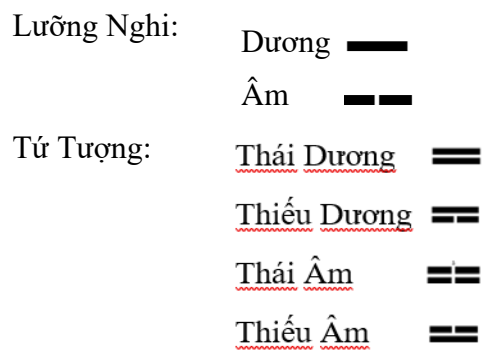 Lưỡng Nghi:
Dương
Âm
Tứ Tượng:
Thái Dương
Thiếu Dương
Thái Âm
Thiếu Âm